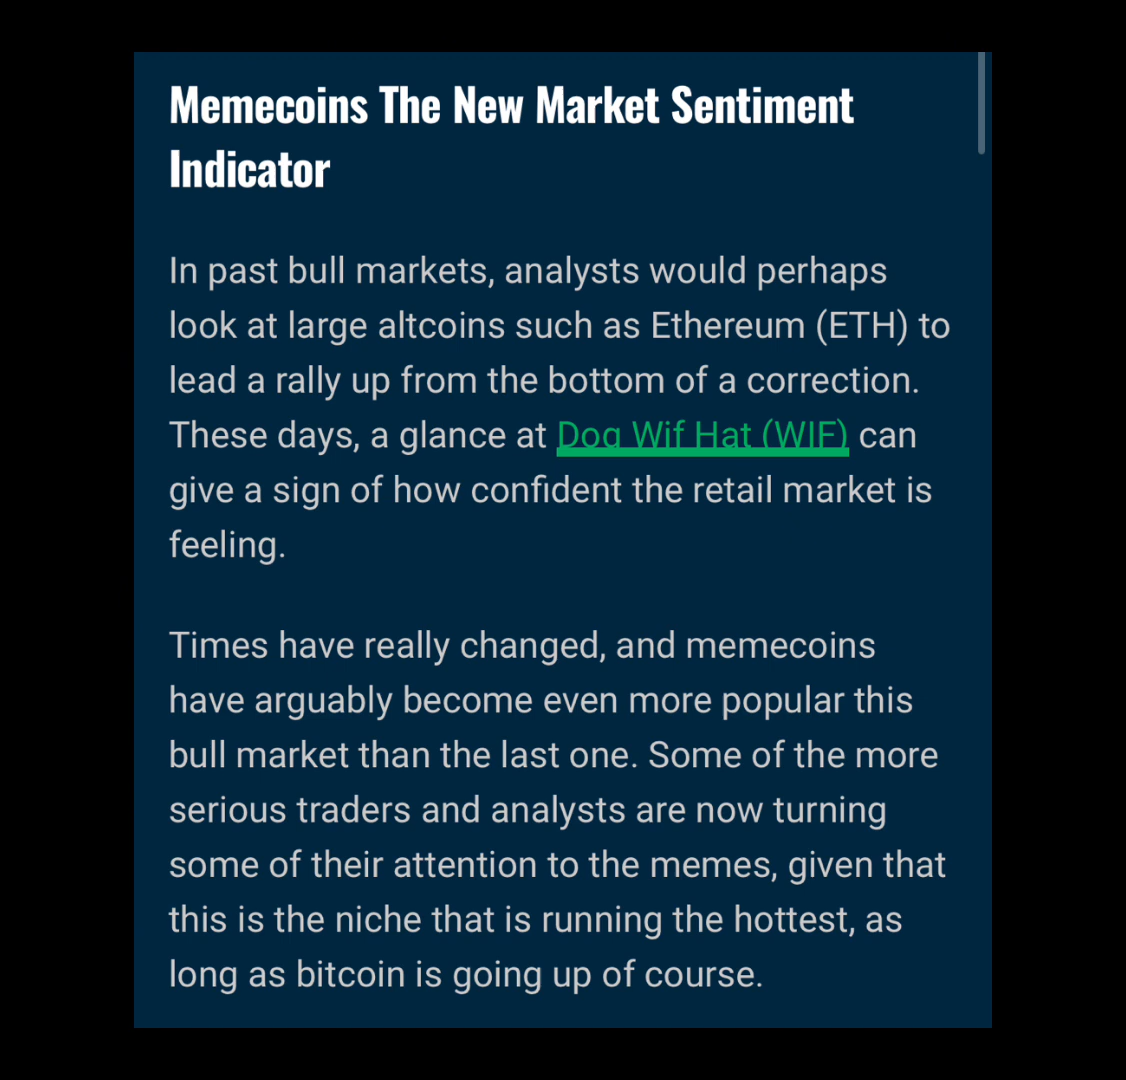 Memecoins The New Market Sentiment
Indicator
In past bull markets, analysts would perhaps
look at large altcoins such as Ethereum (ETH) to
lead a rally up from the bottom of a correction.
These days, a glance at Dog Wif Hat (WIF) can
give a sign of how confident the retail market is
feeling.
Times have really changed, and memecoins
have arguably become even more popular this
bull market than the last one. Some of the more
serious traders and analysts are now turning
some of their attention to the memes, given that
this is the niche that is running the hottest, as
long as bitcoin is going up of course.